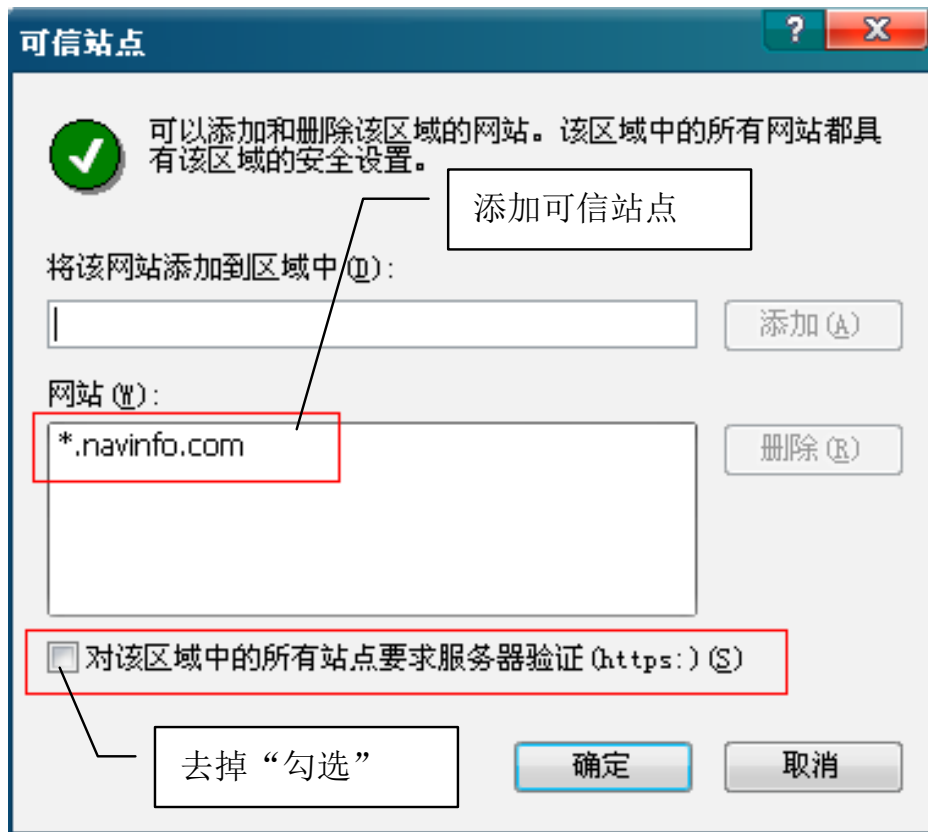 可信站点
可以添加和删除该区域的网站。该区域中的所有网站都具
有该区域的安全设置。
添加可信站点
将该网站添加到区域中(D):
添加(A)
网站(W):
*.navinfo.com
删除(R)
对该区域中的所有站点要求服务器验证(https:)(S)
去掉“勾选”
确定
取消